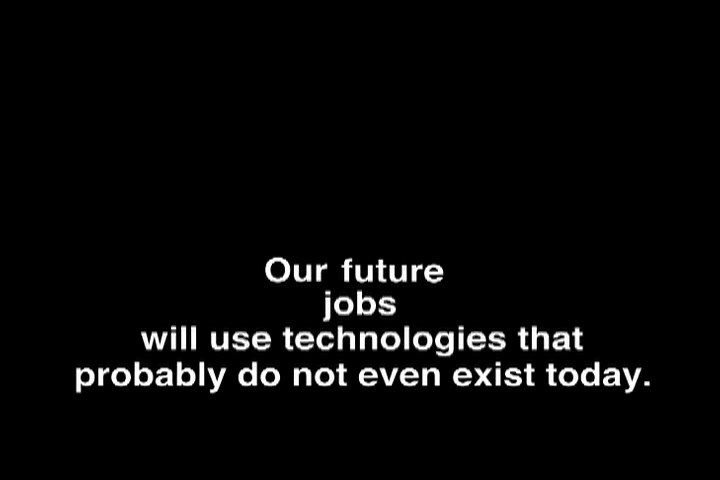 Our future
jobs
will use technologies that
probably do not even exist today.